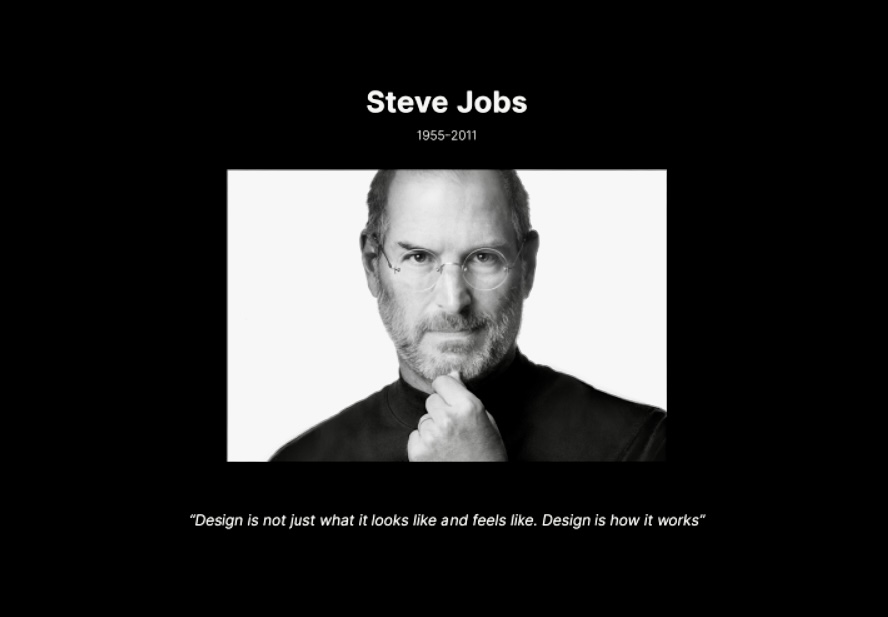 Steve Jobs
1955-2011
“Design is not just what it looks like and feels like. Design is how it works”